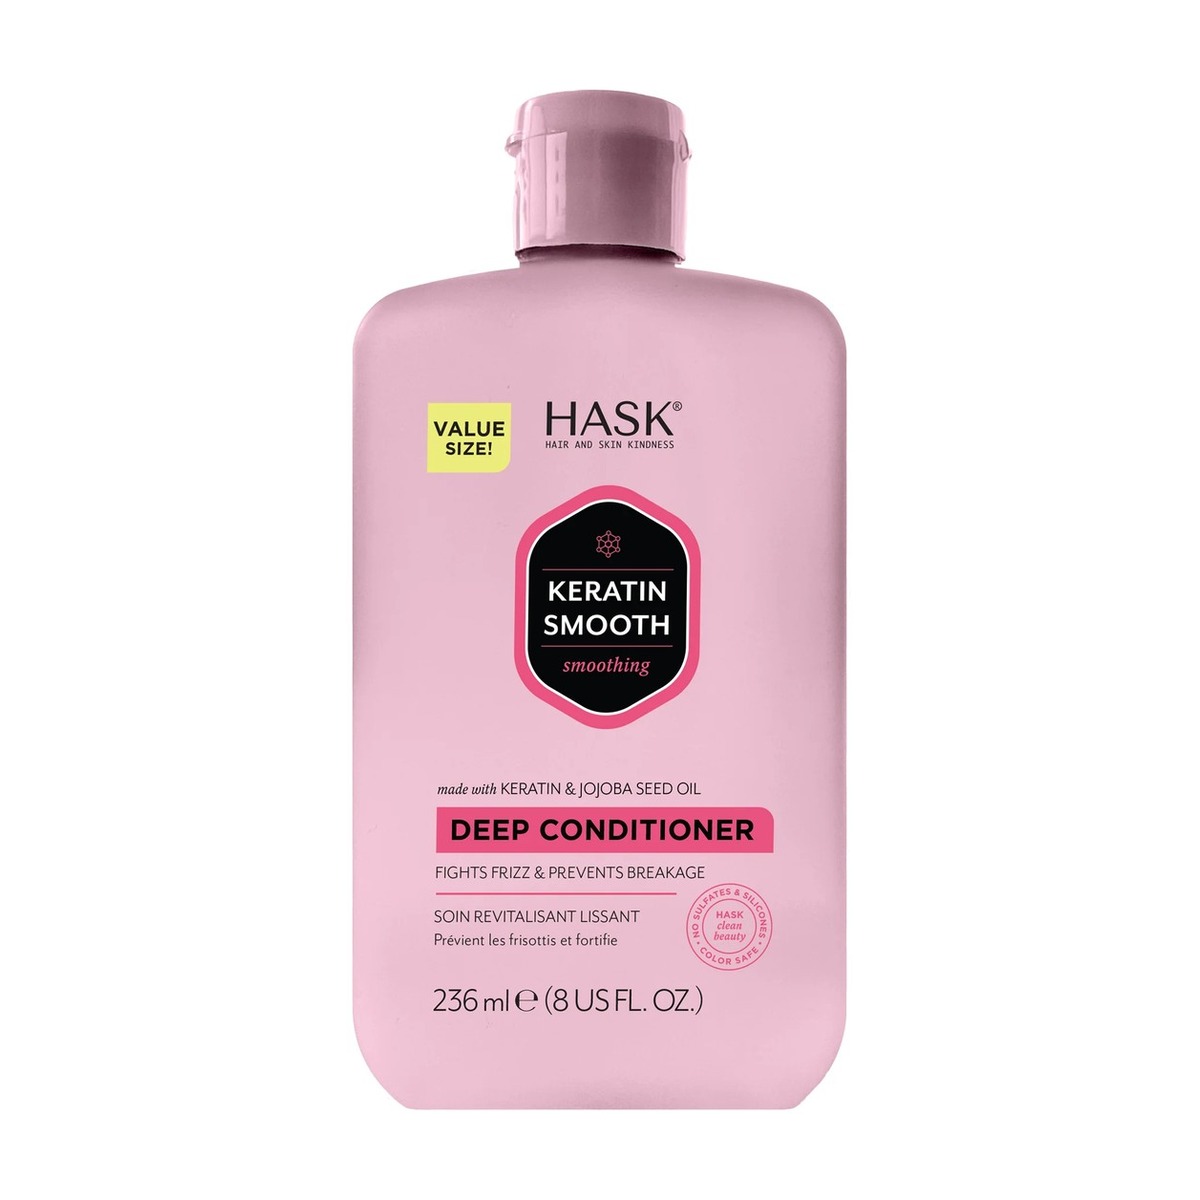 VALUE
SIZE!
HASK®
HAIR AND SKIN KINDNESS
KERATIN
SMOOTH
smoothing
made with KERATIN & JOJOBA SEED OIL
DEEP CONDITIONER
FIGHTS FRIZZ & PREVENTS BREAKAGE
SOIN REVITALISANT LISSANT
Prévient les frisottis et fortifie
NO SULFATES & SILICONES
• COLOR SAFE •
HASK
clean
beauty
236 ml ℮ (8 US FL. OZ.)